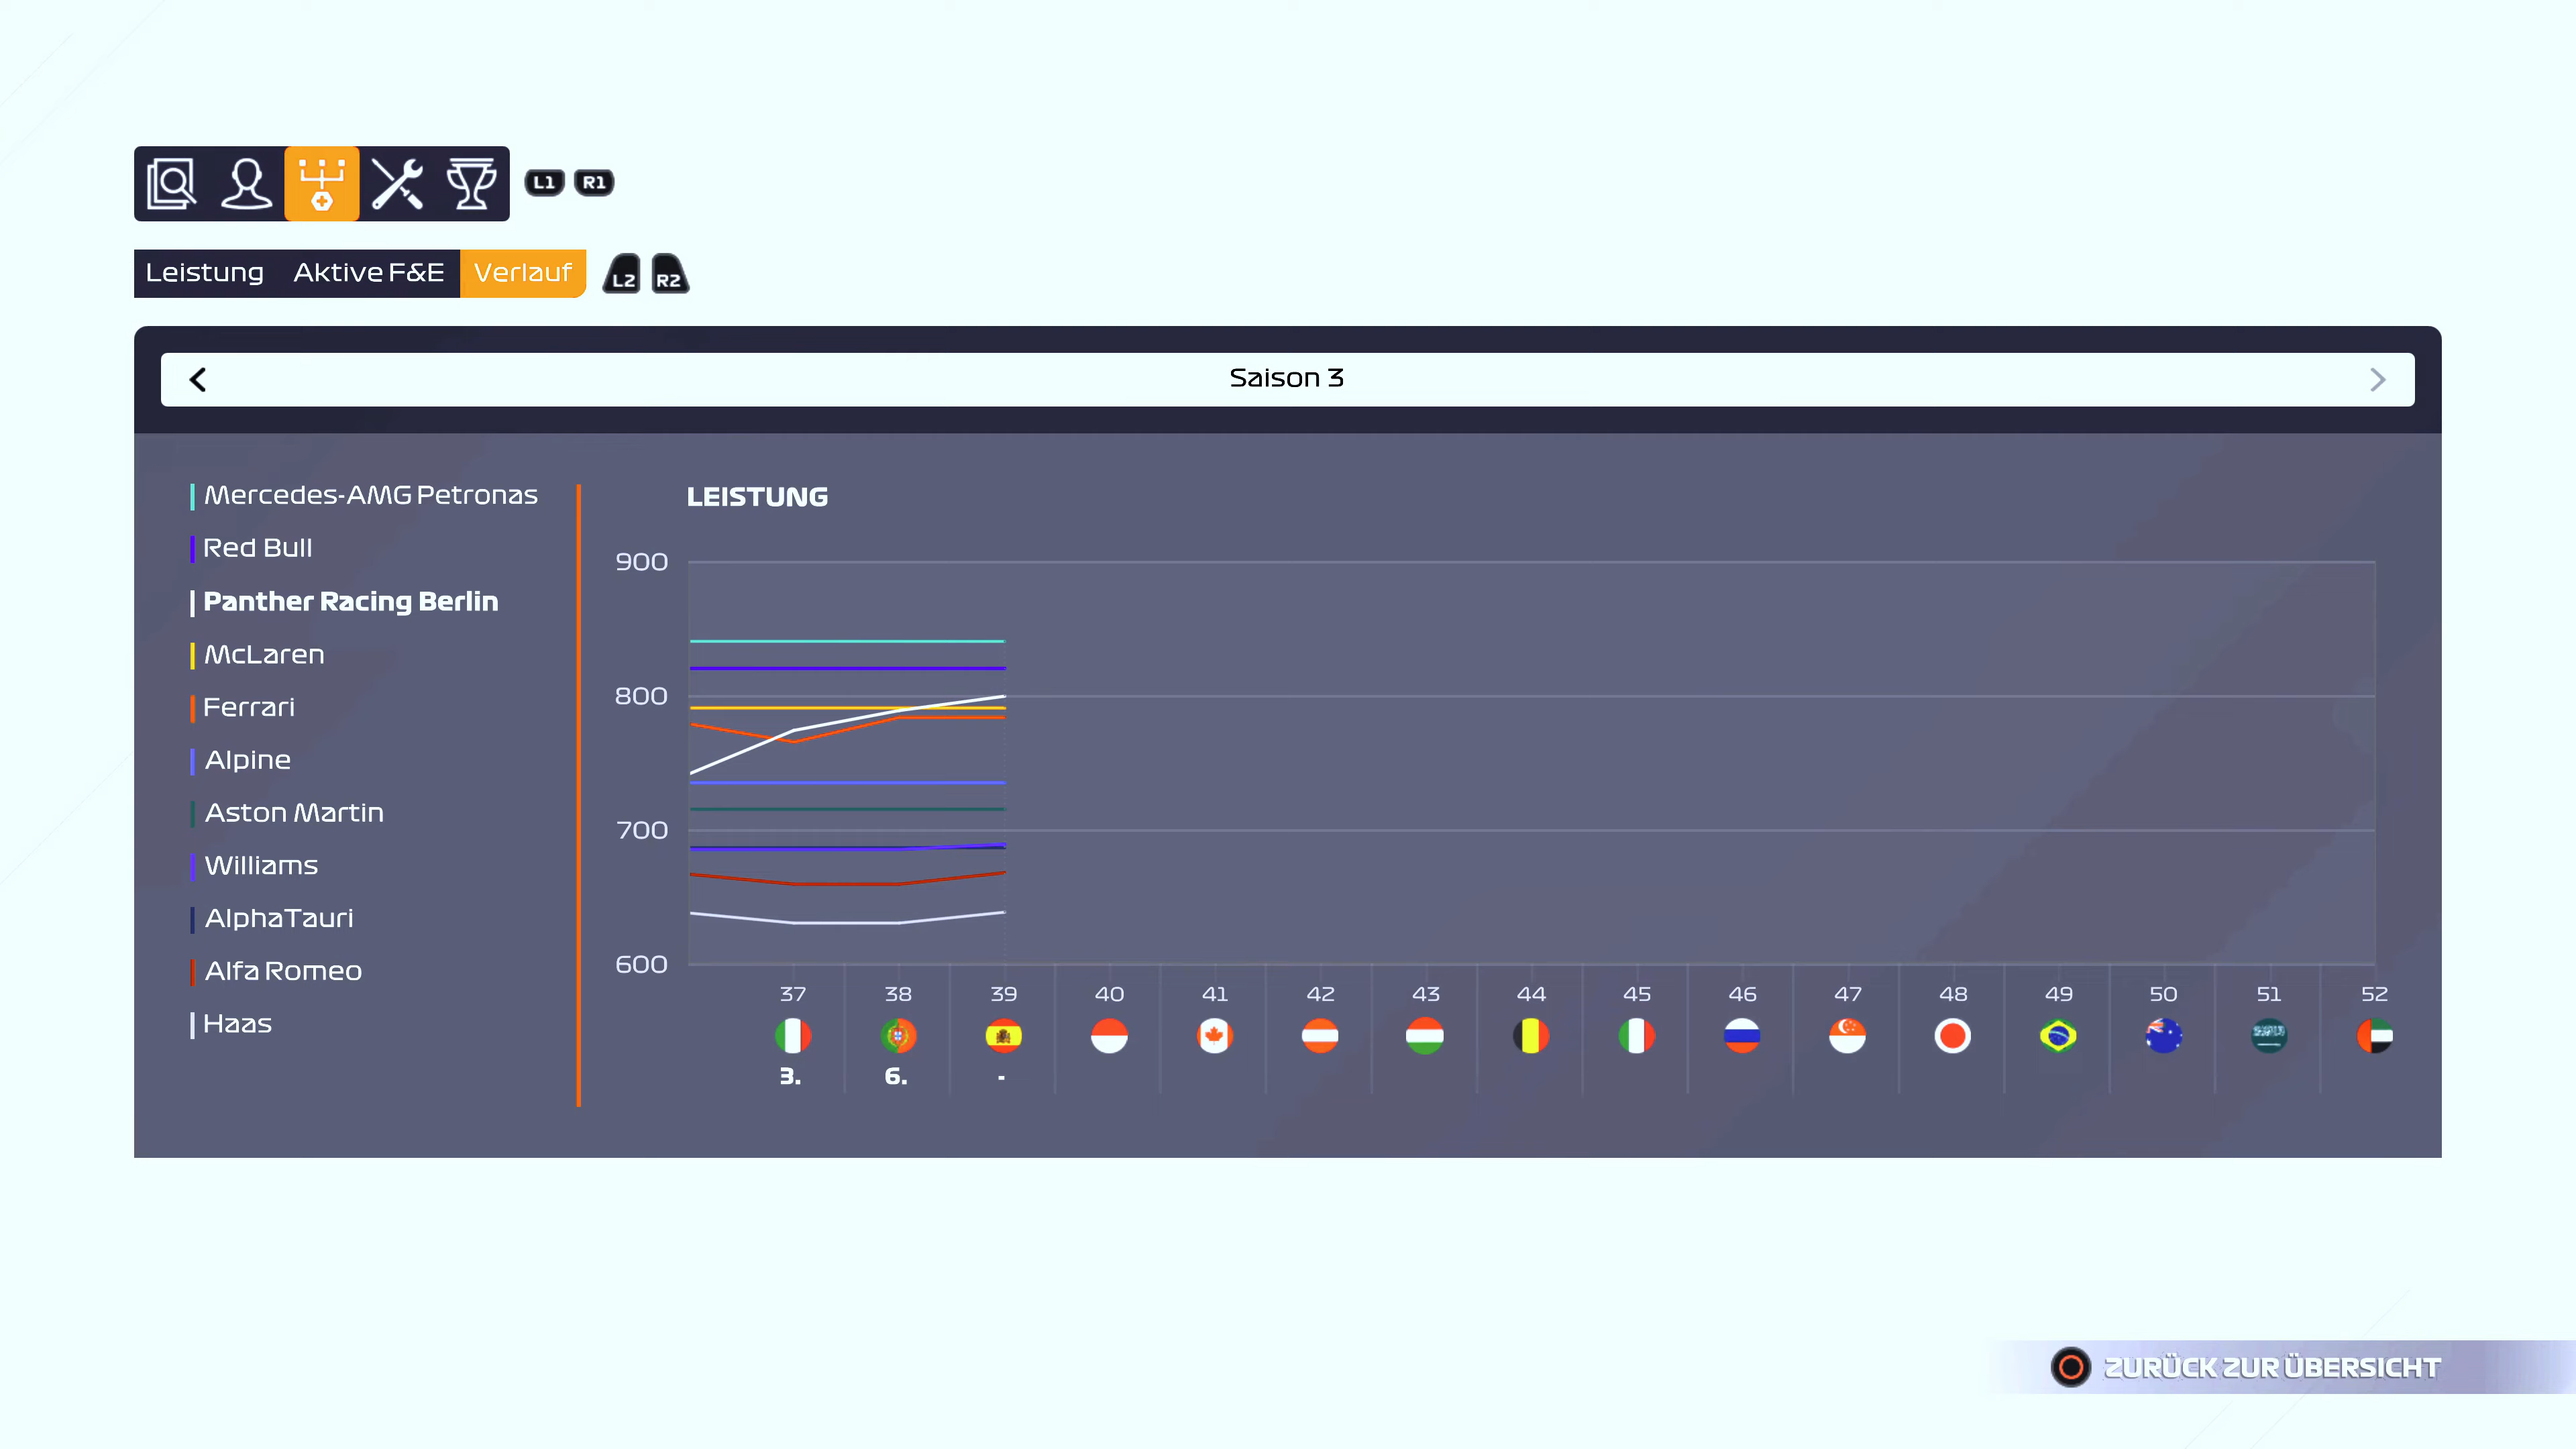 L1 R1
Leistung Aktive F&E Verlauf L2 R2
Saison 3
Mercedes-AMG Petronas
Red Bull
Panther Racing Berlin
McLaren
Ferrari
Alpine
Aston Martin
Williams
AlphaTauri
Alfa Romeo
Haas
LEISTUNG
900
800
700
600
37 38 39 40 41 42 43 44 45 46 47 48 49 50 51 52
3. 6. -
ZURÜCK ZUR ÜBERSICHT